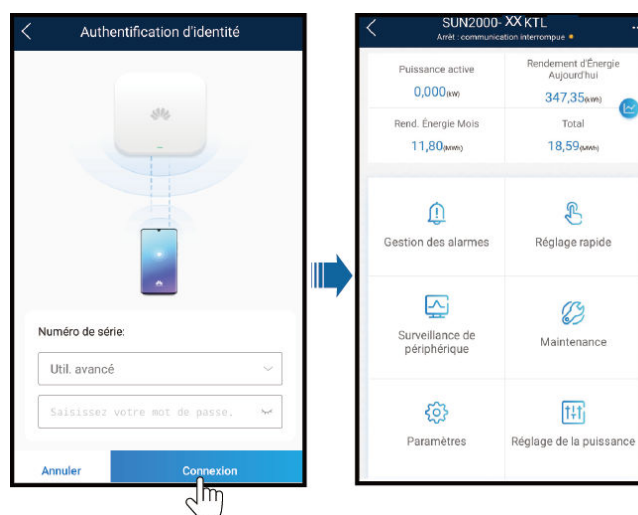 Authentification d'identité
Numéro de série:
Util. avancé
Saisissez votre mot de passe.
Annuler
Connexion
SUN2000- XX KTL
Arrêt : communication interrompue
Puissance active
0,000(kW)
Rendement d'Énergie
Aujourd'hui
347,35(kWh)
Rend. Énergie Mois
11,80(MWh)
Total
18,59(MWh)
Gestion des alarmes
Réglage rapide
Surveillance de
périphérique
Maintenance
Paramètres
Réglage de la puissance